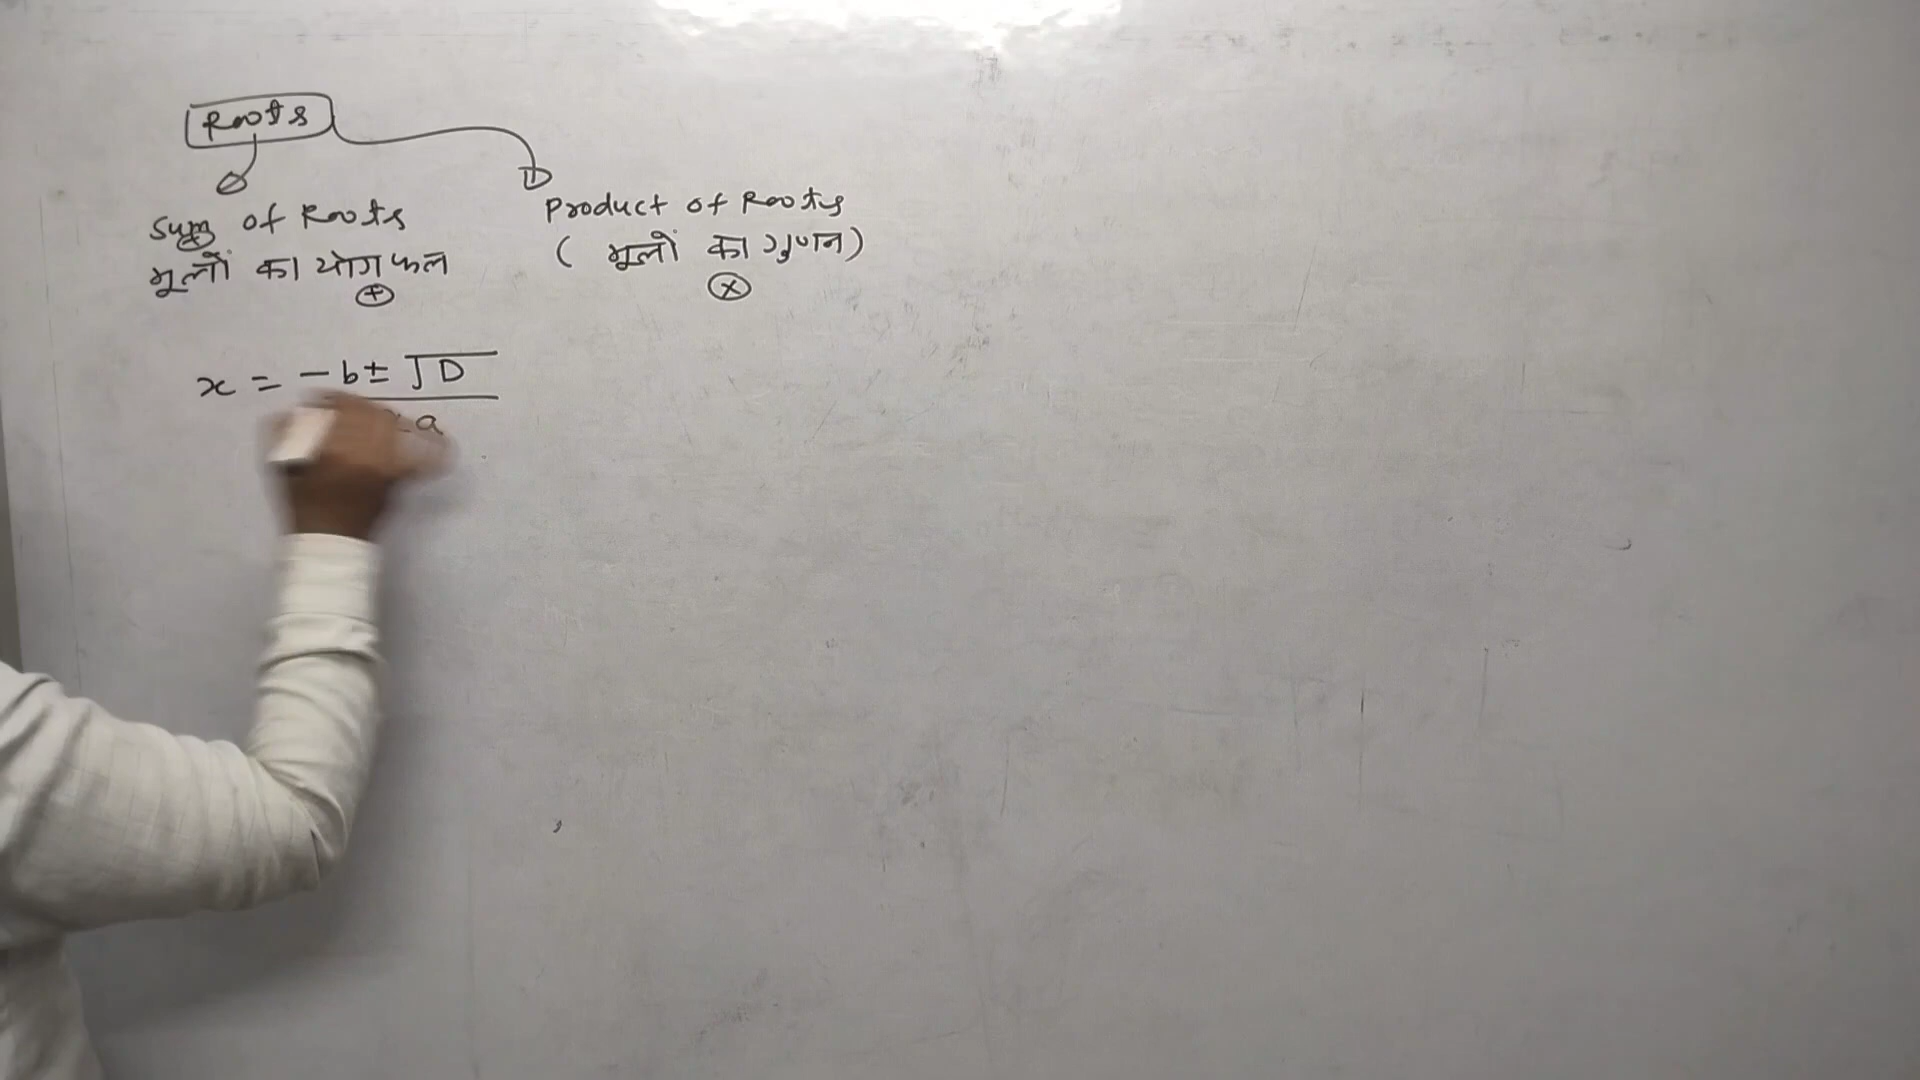 Roots
Sum of Roots
मूलों का योगफल
+
Product of Roots
( मूलों का गुणन )
×
x = -b ± √D
a